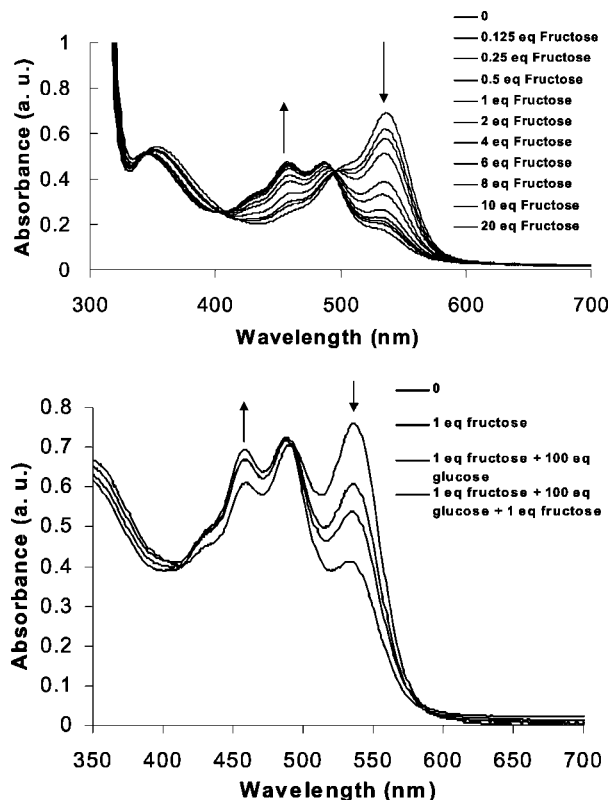 0
0.125 eq Fructose
0.25 eq Fructose
0.5 eq Fructose
1 eq Fructose
2 eq Fructose
4 eq Fructose
6 eq Fructose
8 eq Fructose
10 eq Fructose
20 eq Fructose
Absorbance (a. u.)
1
0.8
0.6
0.4
0.2
0
300
400
500
600
700
Wavelength (nm)
0
1 eq fructose
1 eq fructose + 100 eq
glucose
1 eq fructose + 100 eq
glucose + 1 eq fructose
Absorbance (a. u.)
0.8
0.7
0.6
0.5
0.4
0.3
0.2
0.1
0
350
400
450
500
550
600
650
700
Wavelength (nm)